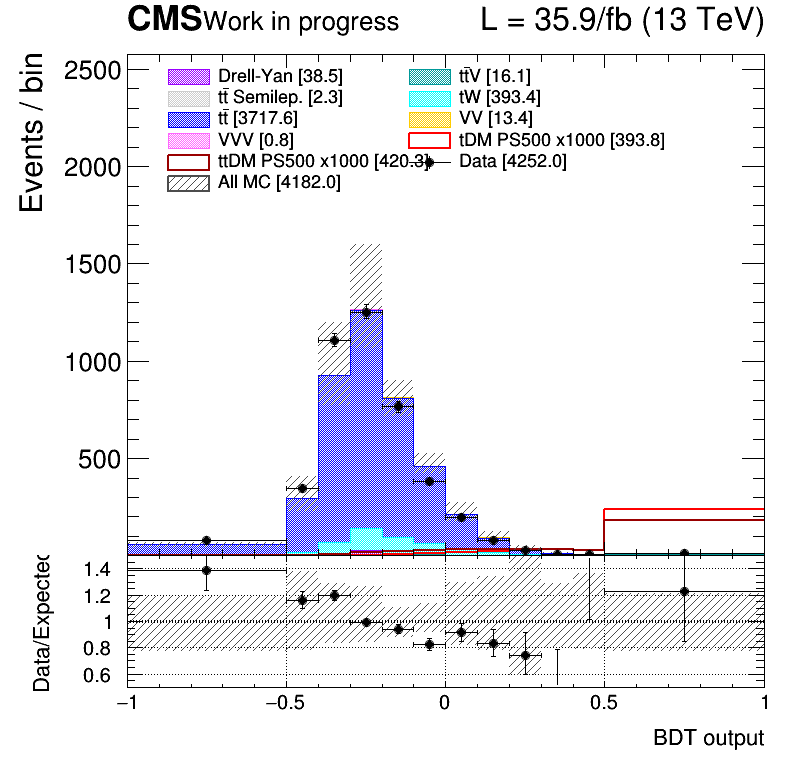 CMS Work in progress L = 35.9/fb (13 TeV)
Events / bin
2500
2000
1500
1000
500
Drell-Yan [38.5] tt̄V [16.1]
tt̄ Semilep. [2.3] tW [393.4]
tt̄ [3717.6] VV [13.4]
VVV [0.8] tDM PS500 x1000 [393.8]
ttDM PS500 x1000 [420.3] Data [4252.0]
All MC [4182.0]
Data/Expected
1.4
1.2
1
0.8
0.6
−1 −0.5 0 0.5 1
BDT output